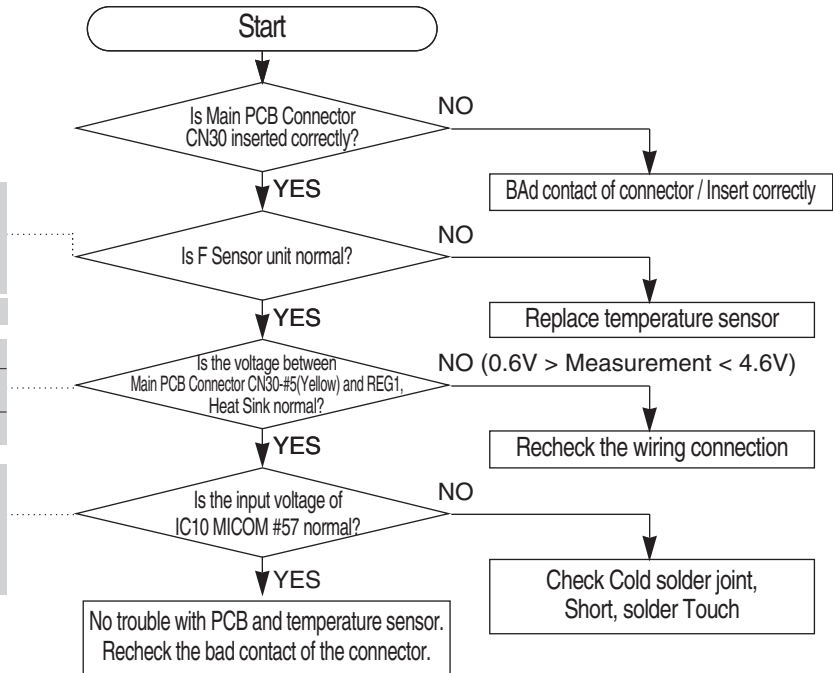 Start
Is Main PCB Connector
CN30 inserted correctly?
NO
YES
BAd contact of connector / Insert correctly
Is F Sensor unit normal?
NO
YES
Replace temperature sensor
Is the voltage between
Main PCB Connector CN30-#5(Yellow) and REG1,
Heat Sink normal?
NO (0.6V > Measurement < 4.6V)
YES
Recheck the wiring connection
Is the input voltage of
IC10 MICOM #57 normal?
NO
YES
Check Cold solder joint,
Short, solder Touch
No trouble with PCB and temperature sensor.
Recheck the bad contact of the connector.